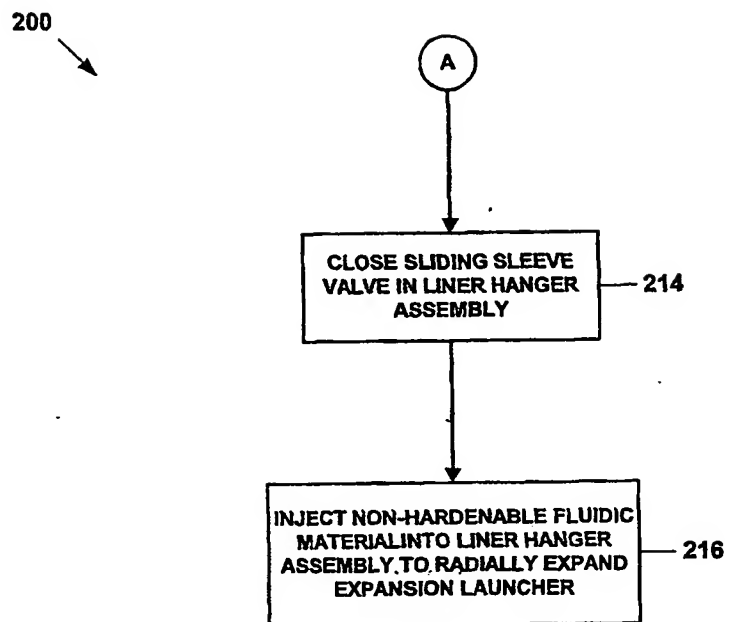 200
A
CLOSE SLIDING SLEEVE
VALVE IN LINER HANGER
ASSEMBLY
214
INJECT NON-HARDENABLE FLUIDIC
MATERIALINTO LINER HANGER
ASSEMBLY.TO RADIALLY EXPAND
EXPANSION LAUNCHER
216